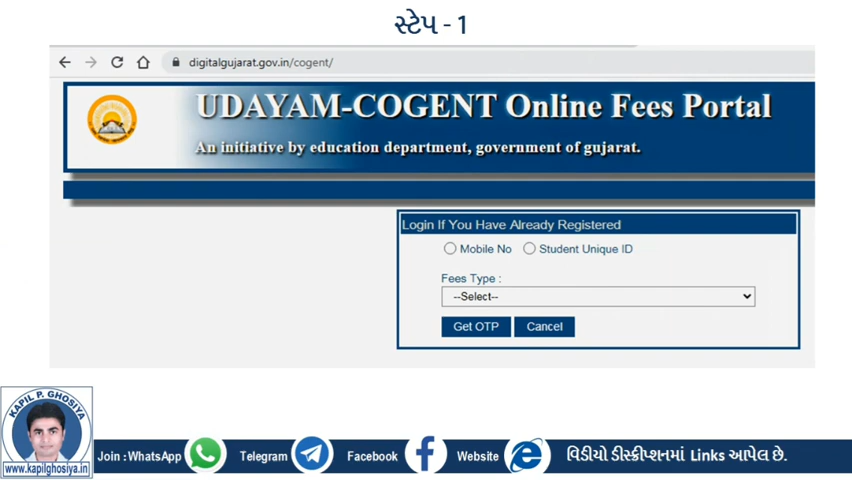 સ્ટેપ - 1
digitalgujarat.gov.in/cogent/
UDAYAM-COGENT Online Fees Portal
An initiative by education department, government of gujarat.
Login If You Have Already Registered
Mobile No Student Unique ID
Fees Type :
--Select--
Get OTP Cancel
KAPIL P. GHOSIYA
www.kapilghosiya.in
Join : WhatsApp Telegram Facebook Website વિડીયો ડીસ્ક્રીપ્શનમાં Links આપેલ છે.